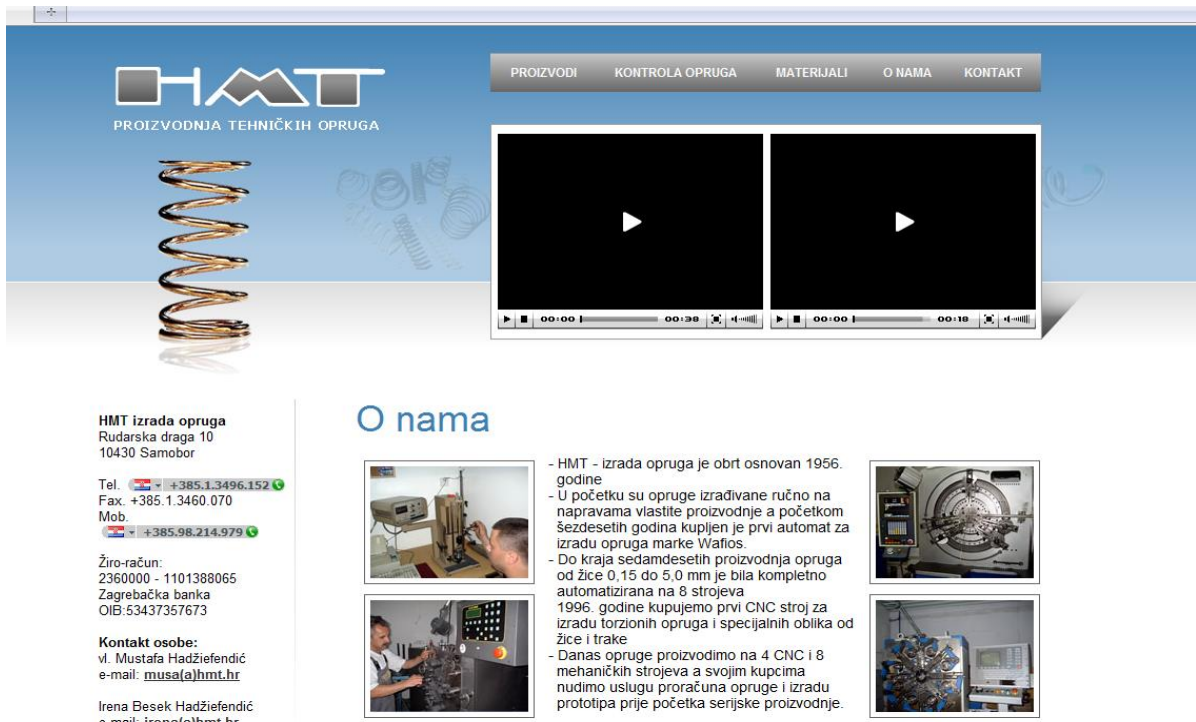 HMT
PROIZVODNJA TEHNIČKIH OPRUGA
PROIZVODI KONTROLA OPRUGA MATERIJALI O NAMA KONTAKT
00:00 00:38
00:00 00:18
HMT izrada opruga
Rudarska draga 10
10430 Samobor
Tel. +385.1.3496.152
Fax. +385.1.3460.070
Mob.
+385.98.214.979
Žiro-račun:
2360000 - 1101388065
Zagrebačka banka
OIB:53437357673
Kontakt osobe:
vl. Mustafa Hadžiefendić
e-mail: musa(a)hmt.hr
Irena Besek Hadžiefendić
e-mail: irena(a)hmt.hr
O nama
- HMT - izrada opruga je obrt osnovan 1956.
godine
- U početku su opruge izrađivane ručno na
napravama vlastite proizvodnje a početkom
šezdesetih godina kupljen je prvi automat za
izradu opruga marke Wafios.
- Do kraja sedamdesetih proizvodnja opruga
od žice 0,15 do 5,0 mm je bila kompletno
automatizirana na 8 strojeva
1996. godine kupujemo prvi CNC stroj za
izradu torzionih opruga i specijalnih oblika od
žice i trake
- Danas opruge proizvodimo na 4 CNC i 8
mehaničkih strojeva a svojim kupcima
nudimo uslugu proračuna opruge i izradu
prototipa prije početka serijske proizvodnje.